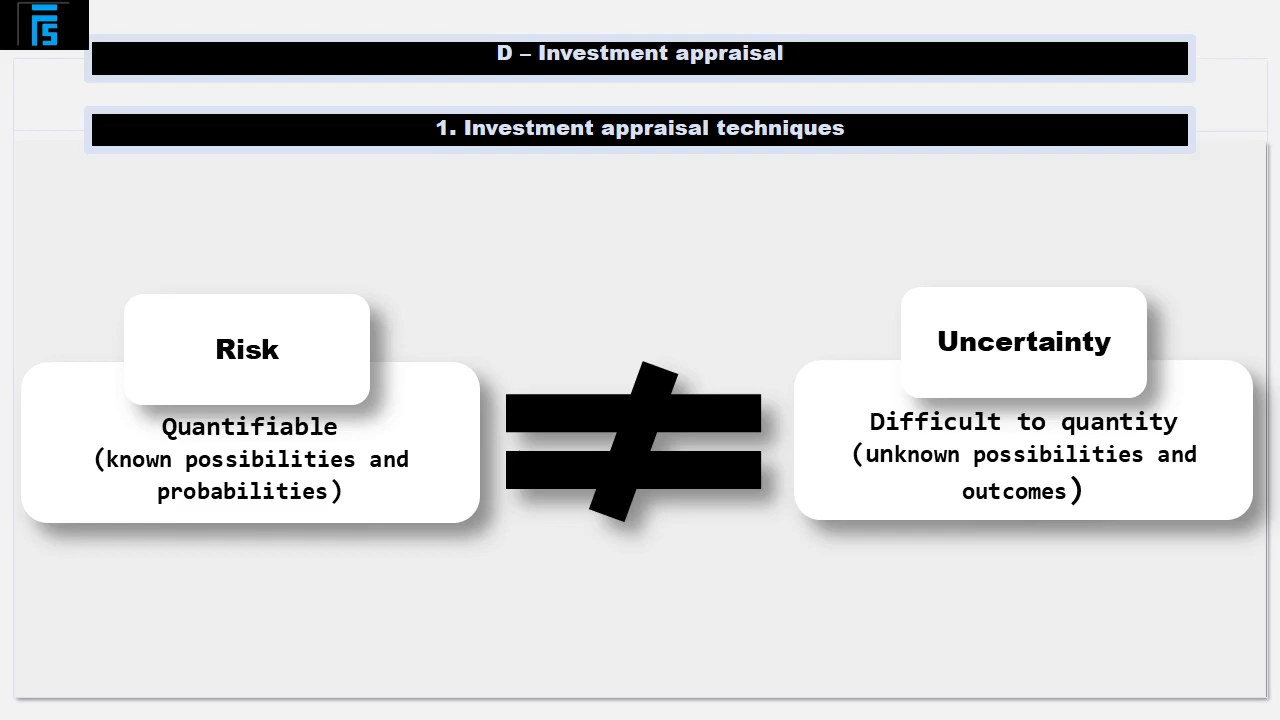 D – Investment appraisal
1. Investment appraisal techniques
Risk
Quantifiable
(known possibilities and
probabilities)
Uncertainty
Difficult to quantity
(unknown possibilities and
outcomes)